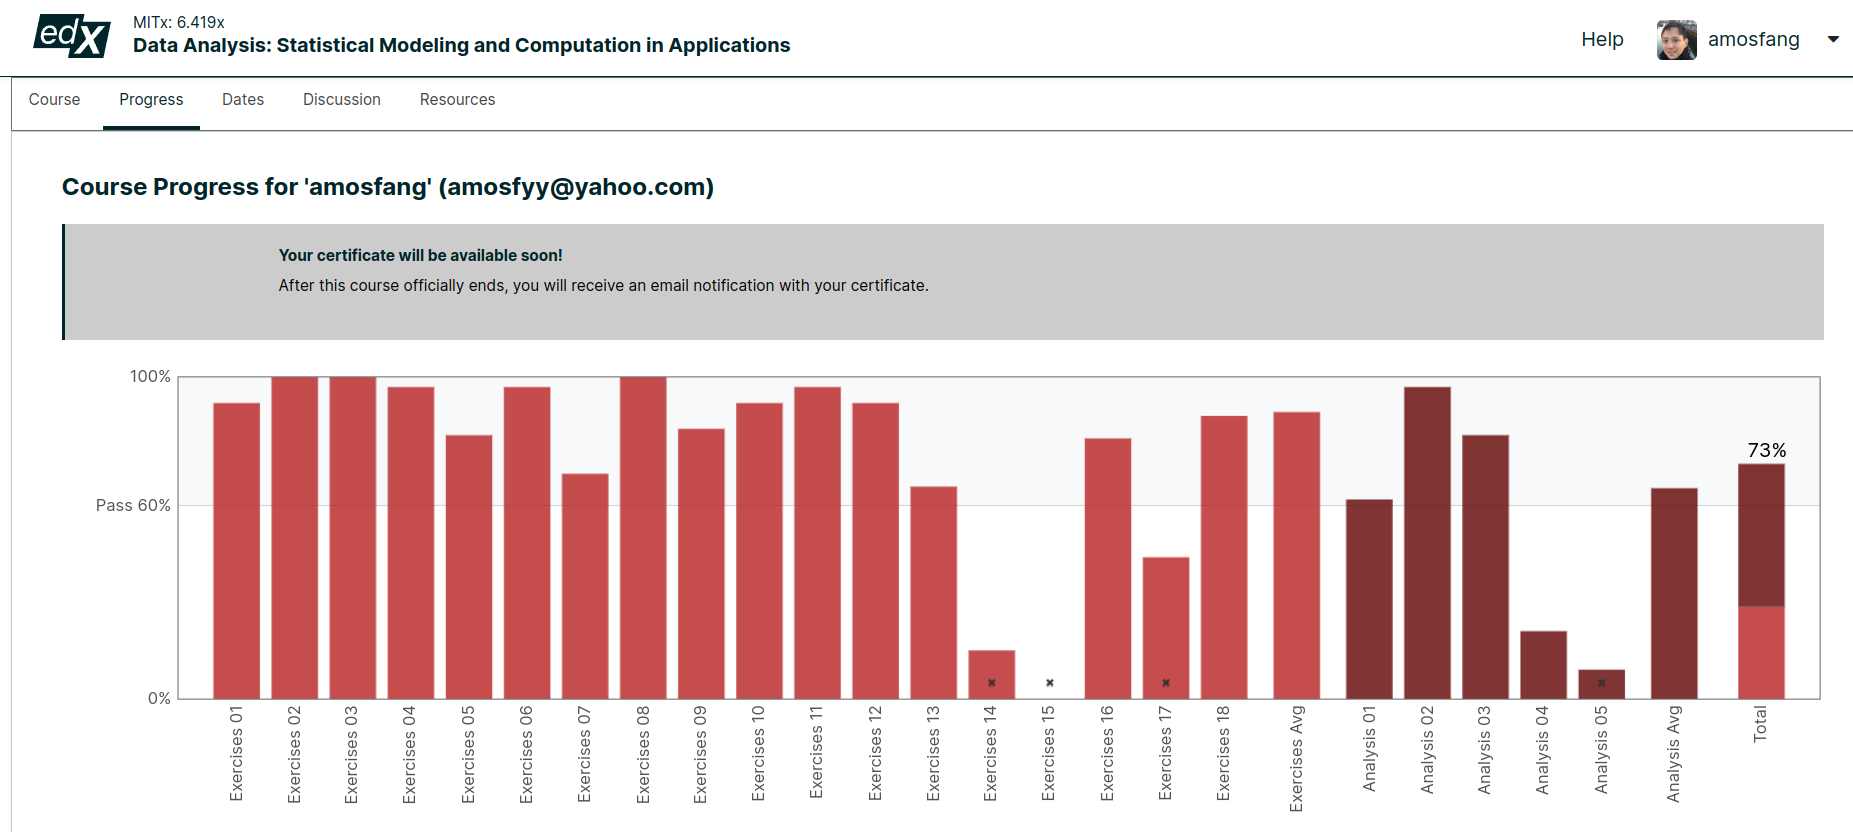 edX
MITx: 6.419x
Data Analysis: Statistical Modeling and Computation in Applications
Help
amosfang
Course
Progress
Dates
Discussion
Resources
Course Progress for 'amosfang' (amosfyy@yahoo.com)
Your certificate will be available soon!
After this course officially ends, you will receive an email notification with your certificate.
100%
Pass 60%
0%
73%
Exercises 01
Exercises 02
Exercises 03
Exercises 04
Exercises 05
Exercises 06
Exercises 07
Exercises 08
Exercises 09
Exercises 10
Exercises 11
Exercises 12
Exercises 13
Exercises 14
Exercises 15
Exercises 16
Exercises 17
Exercises 18
Exercises Avg
Analysis 01
Analysis 02
Analysis 03
Analysis 04
Analysis 05
Analysis Avg
Total